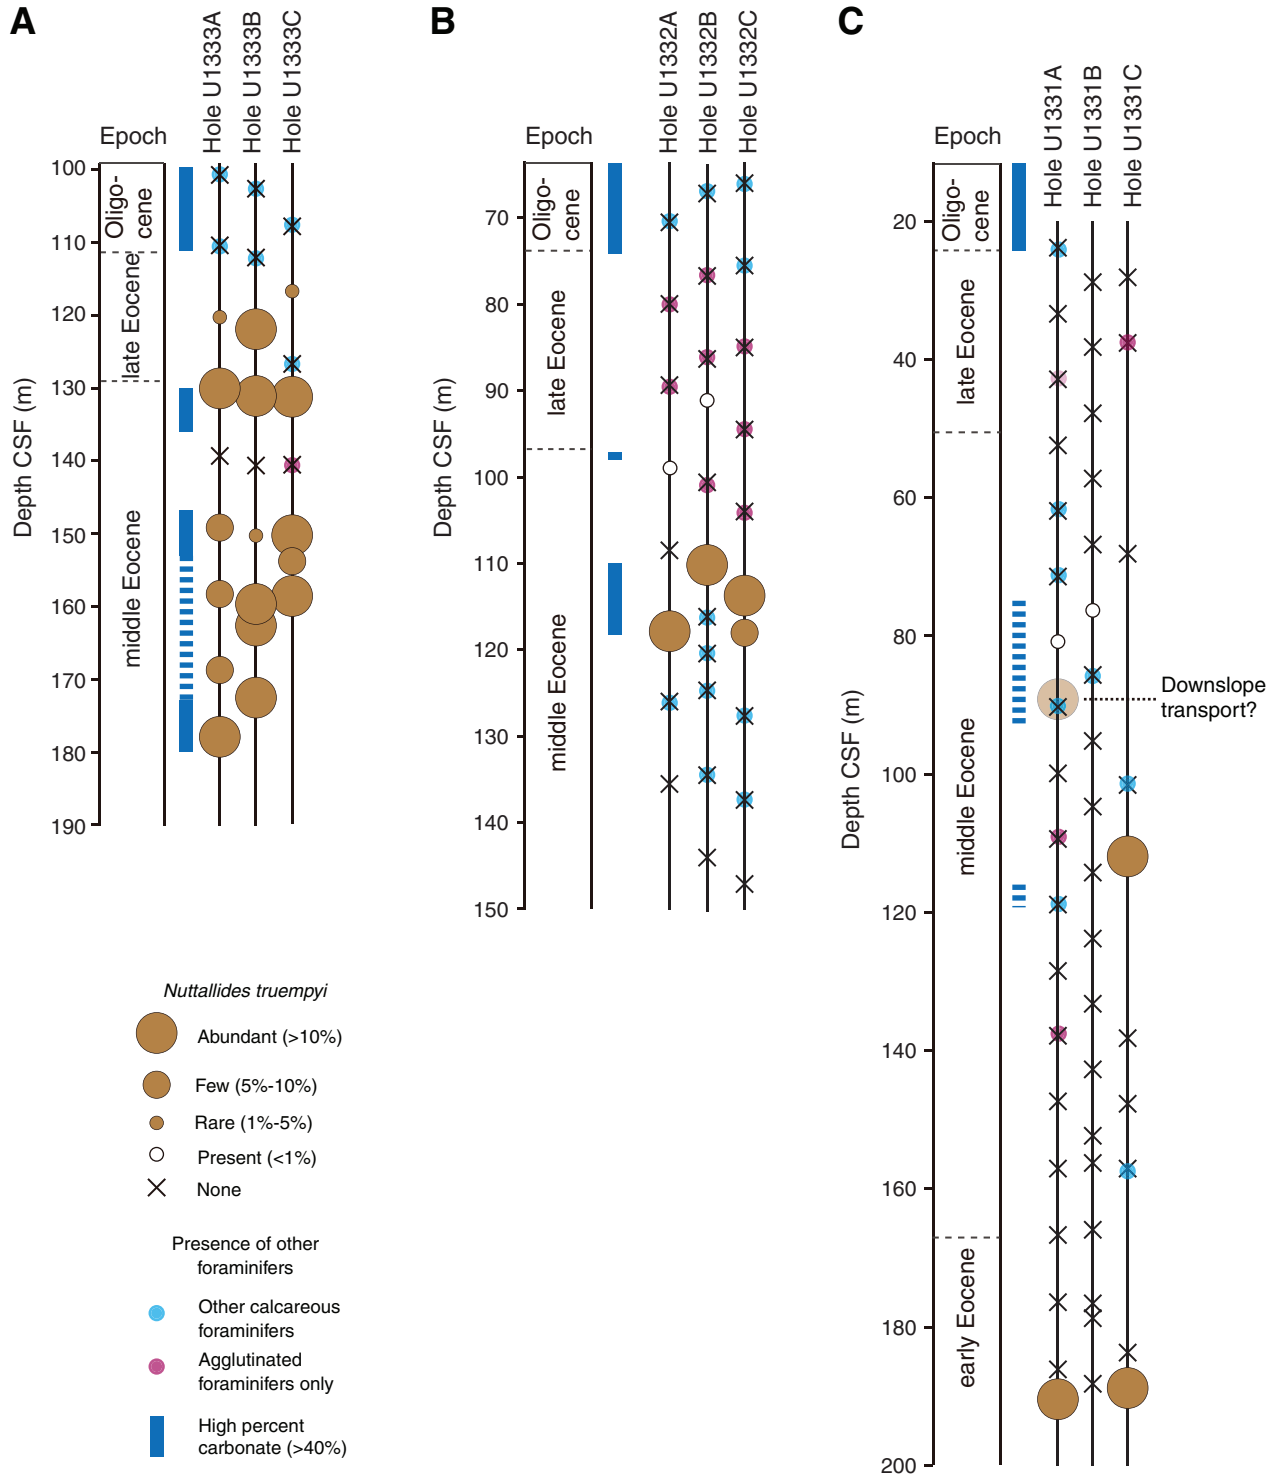 A
Hole U1333A
Hole U1333B
Hole U1333C
Epoch
Depth CSF (m)
100
110
120
130
140
150
160
170
180
190
Oligo-
cene
late Eocene
middle Eocene
B
Hole U1332A
Hole U1332B
Hole U1332C
Epoch
Depth CSF (m)
70
80
90
100
110
120
130
140
150
Oligo-
cene
late Eocene
middle Eocene
C
Hole U1331A
Hole U1331B
Hole U1331C
Epoch
Depth CSF (m)
20
40
60
80
100
120
140
160
180
200
Oligo-
cene
late Eocene
middle Eocene
early Eocene
Downslope
transport?
Nuttallides truempyi
Abundant (>10%)
Few (5%-10%)
Rare (1%-5%)
Present (<1%)
None
Presence of other
foraminifers
Other calcareous
foraminifers
Agglutinated
foraminifers only
High percent
carbonate (>40%)